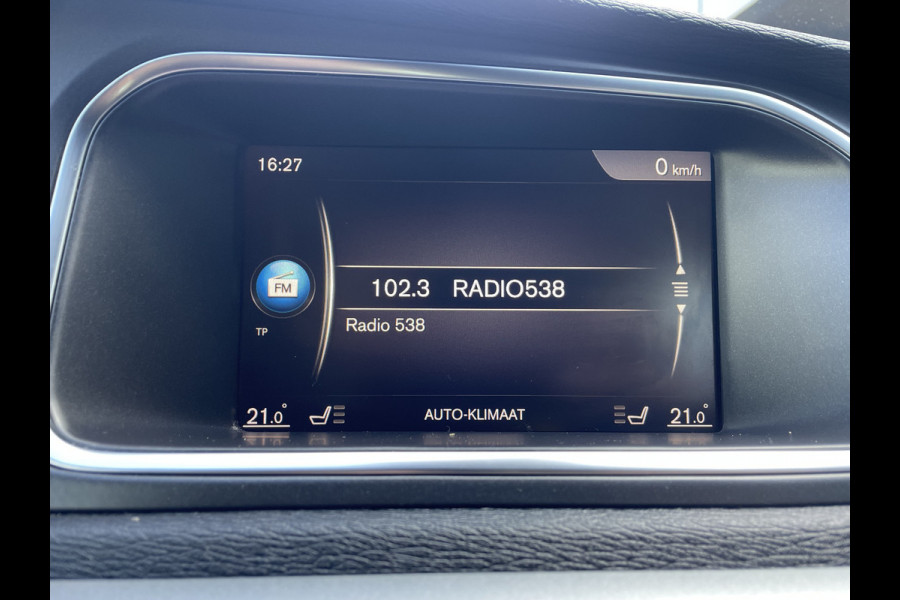 16:27
0 km/h
FM
102.3 RADIO538
Radio 538
TP
21.0°
AUTO-KLIMAAT
21.0°